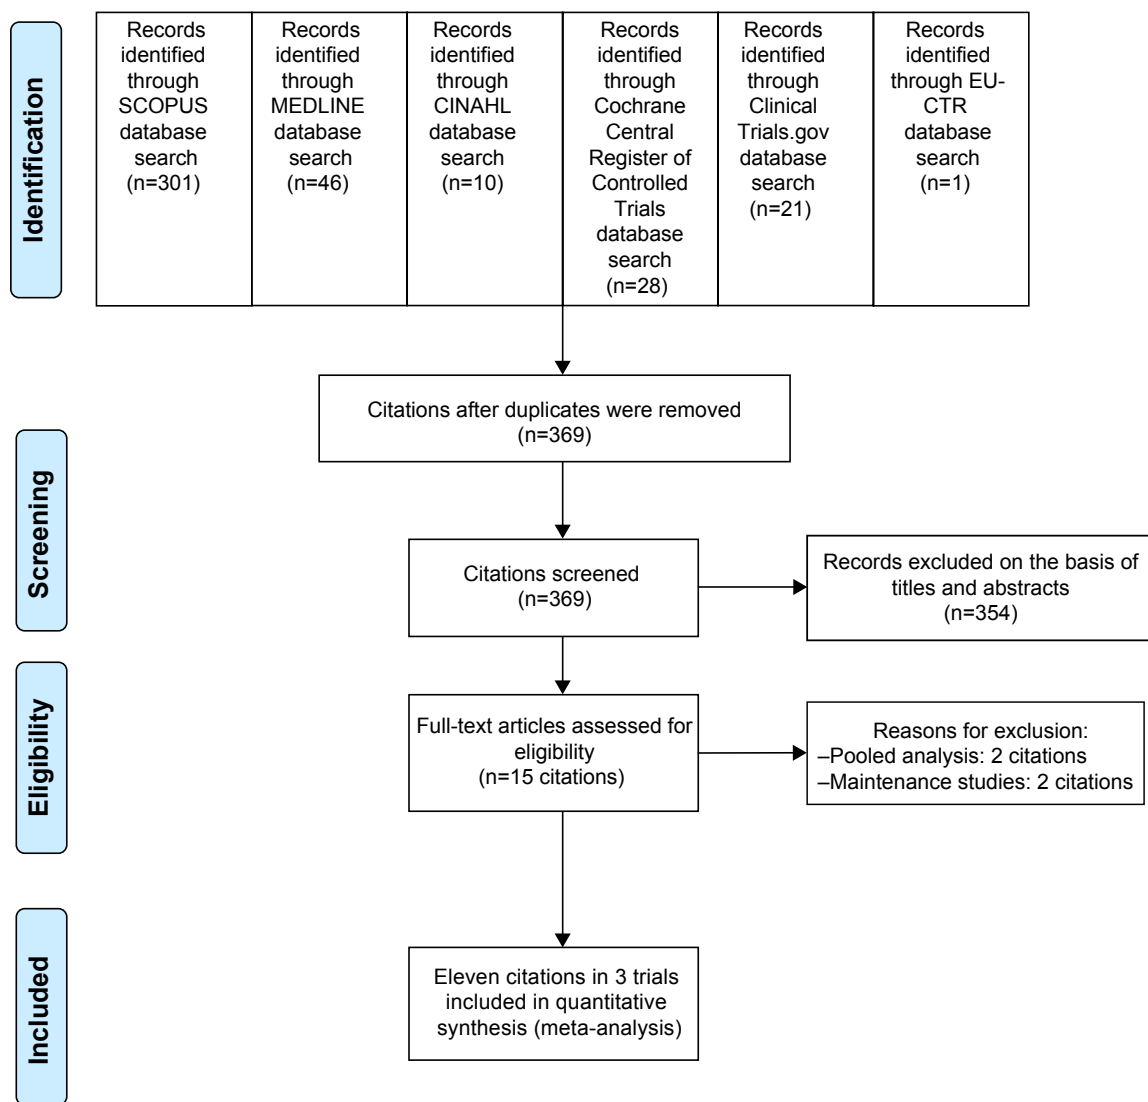 Identification
Records
identified
through
SCOPUS
database
search
(n=301)
Records
identified
through
MEDLINE
database
search
(n=46)
Records
identified
through
CINAHL
database
search
(n=10)
Records
identified
through
Cochrane
Central
Register of
Controlled
Trials
database
search
(n=28)
Records
identified
through
Clinical
Trials.gov
database
search
(n=21)
Records
identified
through EU-
CTR
database
search
(n=1)
Citations after duplicates were removed
(n=369)
Screening
Citations screened
(n=369)
Records excluded on the basis of
titles and abstracts
(n=354)
Eligibility
Full-text articles assessed for
eligibility
(n=15 citations)
Reasons for exclusion:
–Pooled analysis: 2 citations
–Maintenance studies: 2 citations
Included
Eleven citations in 3 trials
included in quantitative
synthesis (meta-analysis)